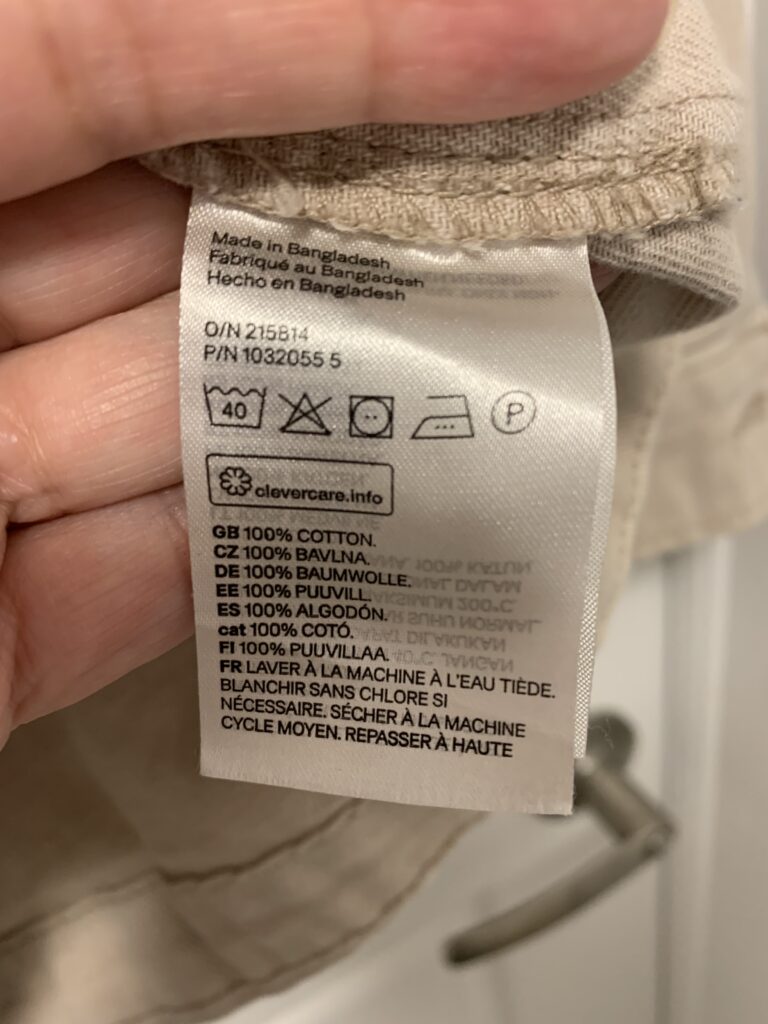 Made in Bangladesh
Fabriqué au Bangladesh
Hecho en Bangladesh
O/N 215814
P/N 1032055 5
40
P
clevercare.info
GB 100% COTTON.
CZ 100% BAVLNA.
DE 100% BAUMWOLLE.
EE 100% PUUVILL.
ES 100% ALGODÓN.
cat 100% COTÓ.
FI 100% PUUVILLAA.
FR LAVER À LA MACHINE À L'EAU TIÈDE.
BLANCHIR SANS CHLORE SI
NÉCESSAIRE. SÉCHER À LA MACHINE
CYCLE MOYEN. REPASSER À HAUTE